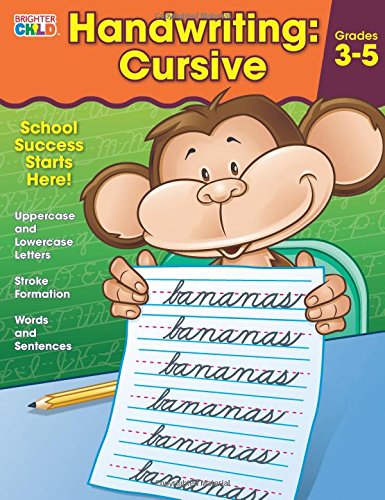 BRIGHTER
CHILD
Handwriting:
Cursive
Grades
3-5
School
Success
Starts
Here!
Uppercase
and
Lowercase
Letters
Stroke
Formation
Words
and
Sentences
bananas
bananas
bananas
bananas
bananas
bananas
bananas